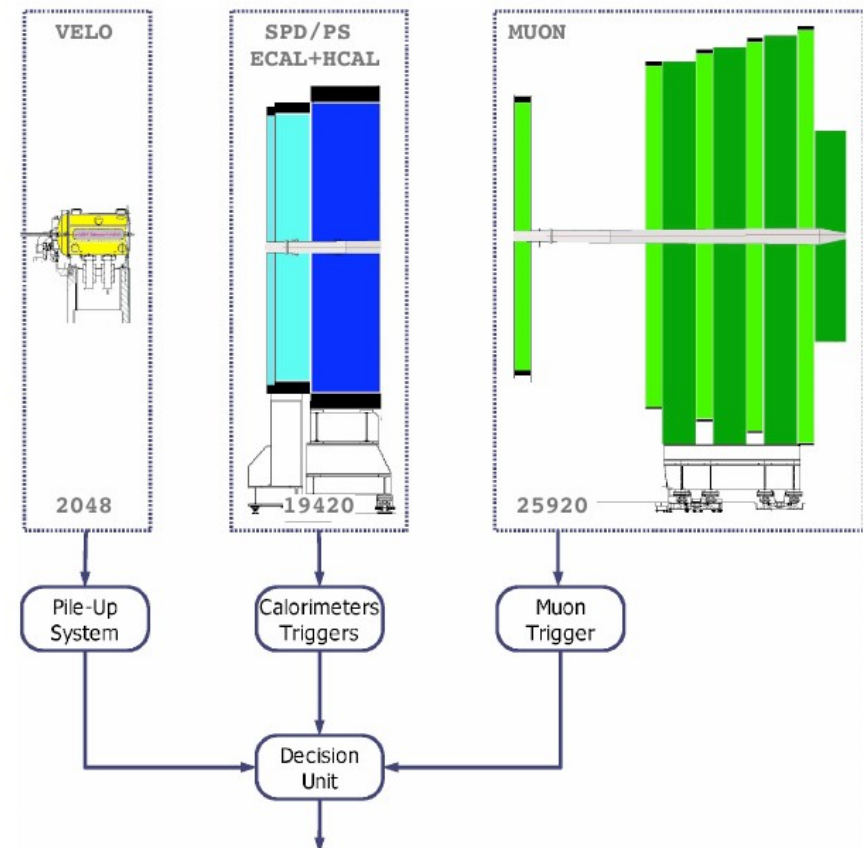 VELO
SPD/PS
ECAL+HCAL
MUON
2048
19420
25920
Pile-Up
System
Calorimeters
Triggers
Muon
Trigger
Decision
Unit